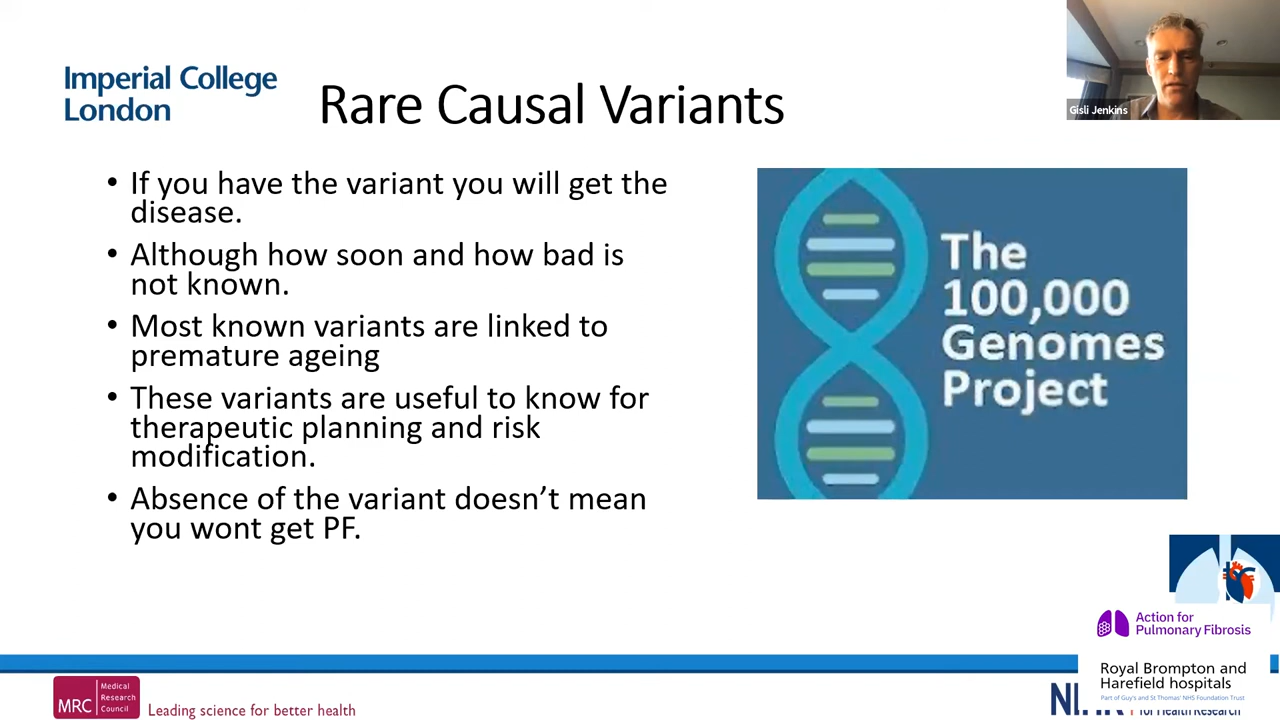 Imperial College
London
Rare Causal Variants
Gisli Jenkins
• If you have the variant you will get the
disease.
• Although how soon and how bad is
not known.
• Most known variants are linked to
premature ageing
• These variants are useful to know for
therapeutic planning and risk
modification.
• Absence of the variant doesn’t mean
you wont get PF.
The
100,000
Genomes
Project
Action for
Pulmonary Fibrosis
Royal Brompton and
Harefield hospitals
Part of Guy's and St Thomas' NHS Foundation Trust
for Health Research
MRC
Medical
Research
Council
Leading science for better health